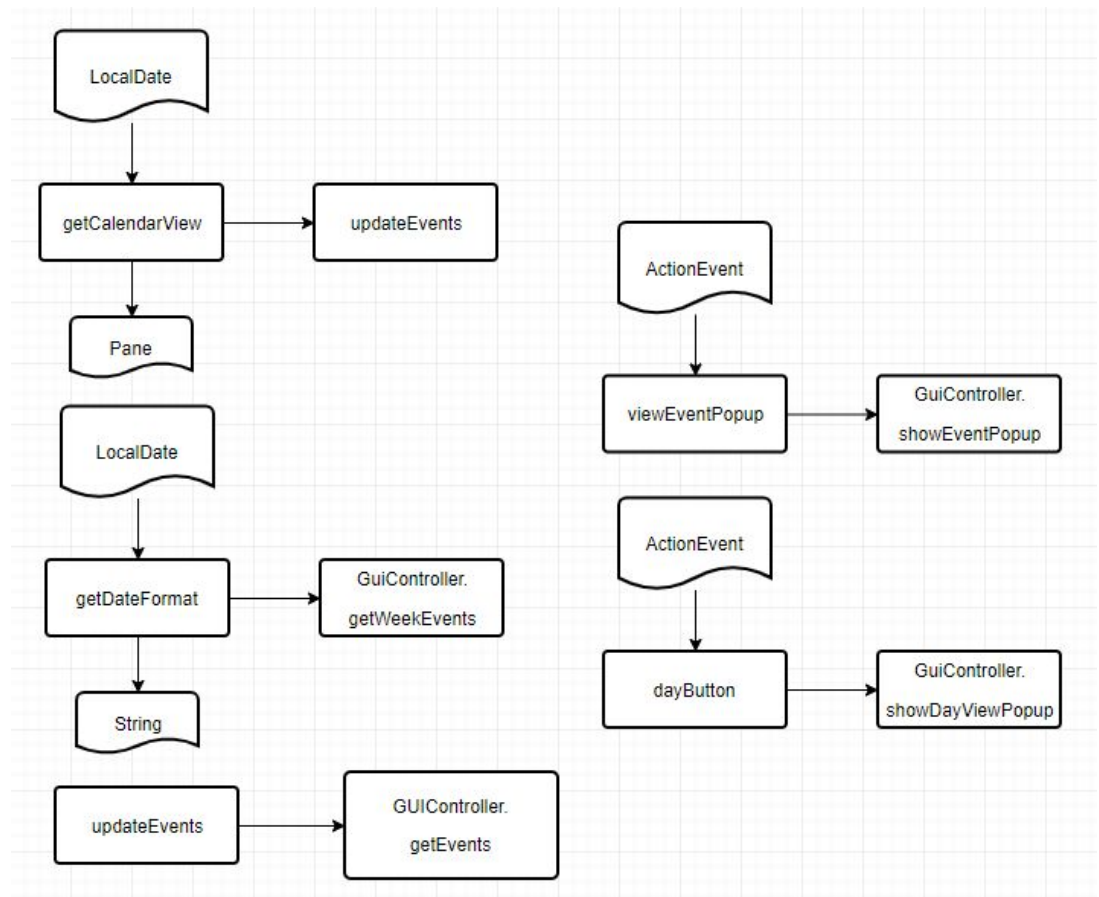 LocalDate
getCalendarView
updateEvents
Pane
LocalDate
getDateFormat
GuiController.
getWeekEvents
String
updateEvents
GUIController.
getEvents
ActionEvent
viewEventPopup
GuiController.
showEventPopup
ActionEvent
dayButton
GuiController.
showDayViewPopup